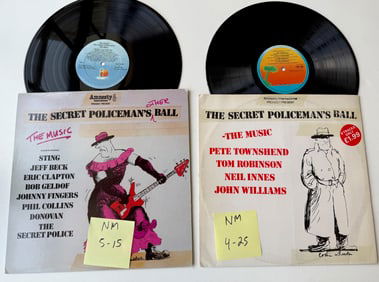 Amnesty
THE SECRET POLICEMAN'S OTHER BALL
THE MUSIC
STING
JEFF BECK
ERIC CLAPTON
BOB GELDOF
JOHNNY FINGERS
PHIL COLLINS
DONOVAN
THE
SECRET POLICE
NM
5-15
THE SECRET POLICEMAN'S BALL
-THE MUSIC
PETE TOWNSHEND
TOM ROBINSON
NEIL INNES
JOHN WILLIAMS
£1.99
NM
4-25